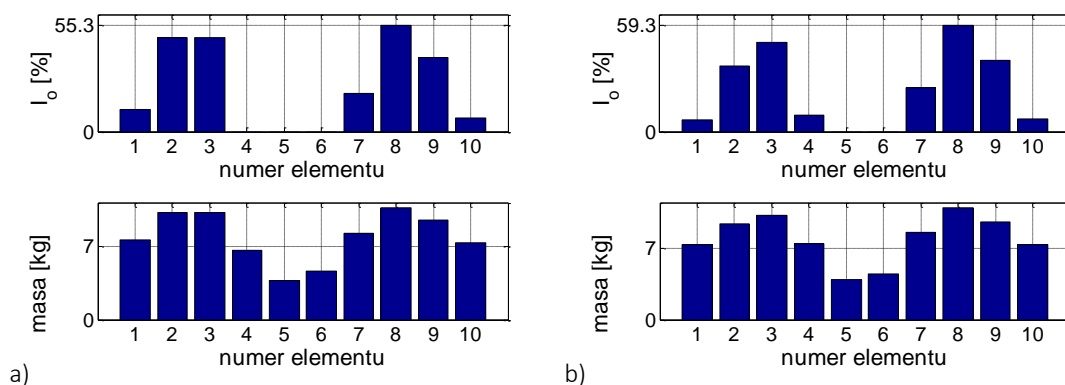 55.3
I_o [%]
0
1 2 3 4 5 6 7 8 9 10
numer elementu
masa [kg]
7
0
1 2 3 4 5 6 7 8 9 10
numer elementu
a)
59.3
I_o [%]
0
1 2 3 4 5 6 7 8 9 10
numer elementu
masa [kg]
7
0
1 2 3 4 5 6 7 8 9 10
numer elementu
b)